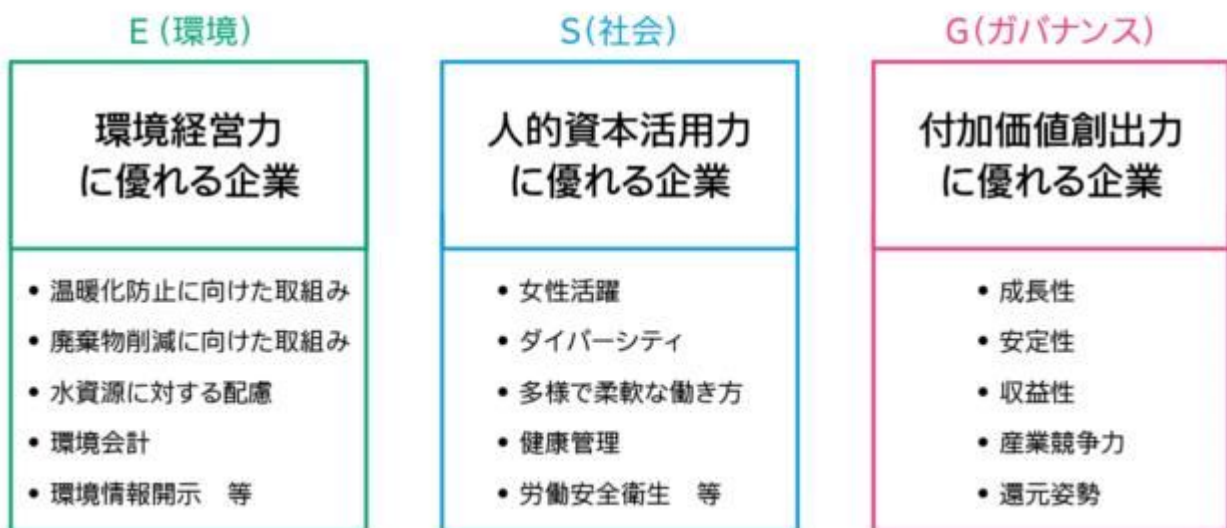 E (環境)
環境経営力
に優れる企業
• 温暖化防止に向けた取組み
• 廃棄物削減に向けた取組み
• 水資源に対する配慮
• 環境会計
• 環境情報開示　等
S(社会)
人的資本活用力
に優れる企業
• 女性活躍
• ダイバーシティ
• 多様で柔軟な働き方
• 健康管理
• 労働安全衛生　等
G(ガバナンス)
付加価値創出力
に優れる企業
• 成長性
• 安定性
• 収益性
• 産業競争力
• 還元姿勢